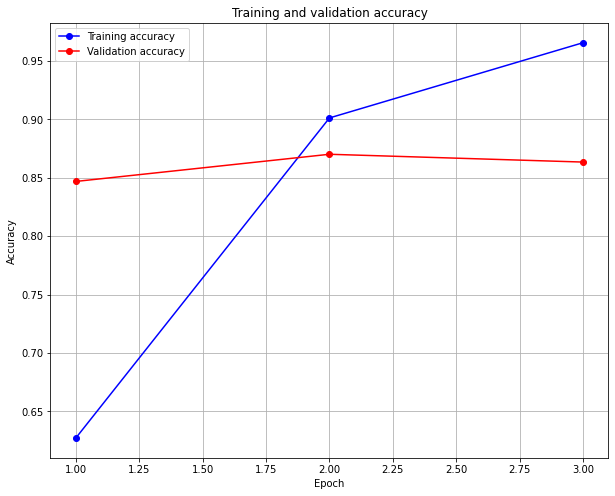 Training and validation accuracy
Training accuracy
Validation accuracy
0.95
0.90
0.85
0.80
0.75
0.70
0.65
Accuracy
1.00 1.25 1.50 1.75 2.00 2.25 2.50 2.75 3.00
Epoch